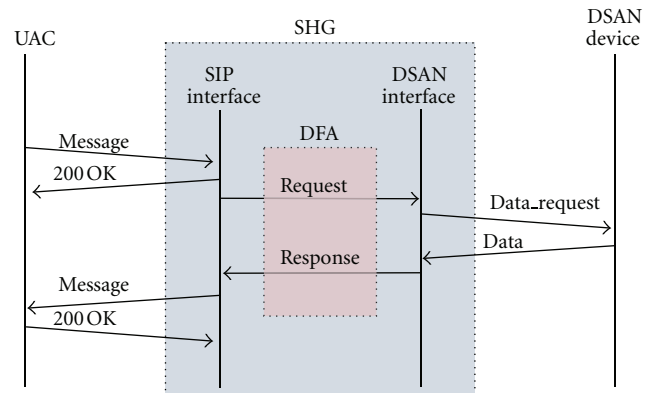 UAC
SHG
DSAN
device
SIP
interface
DSAN
interface
DFA
Message
200 OK
Request
Data_request
Data
Response
Message
200 OK